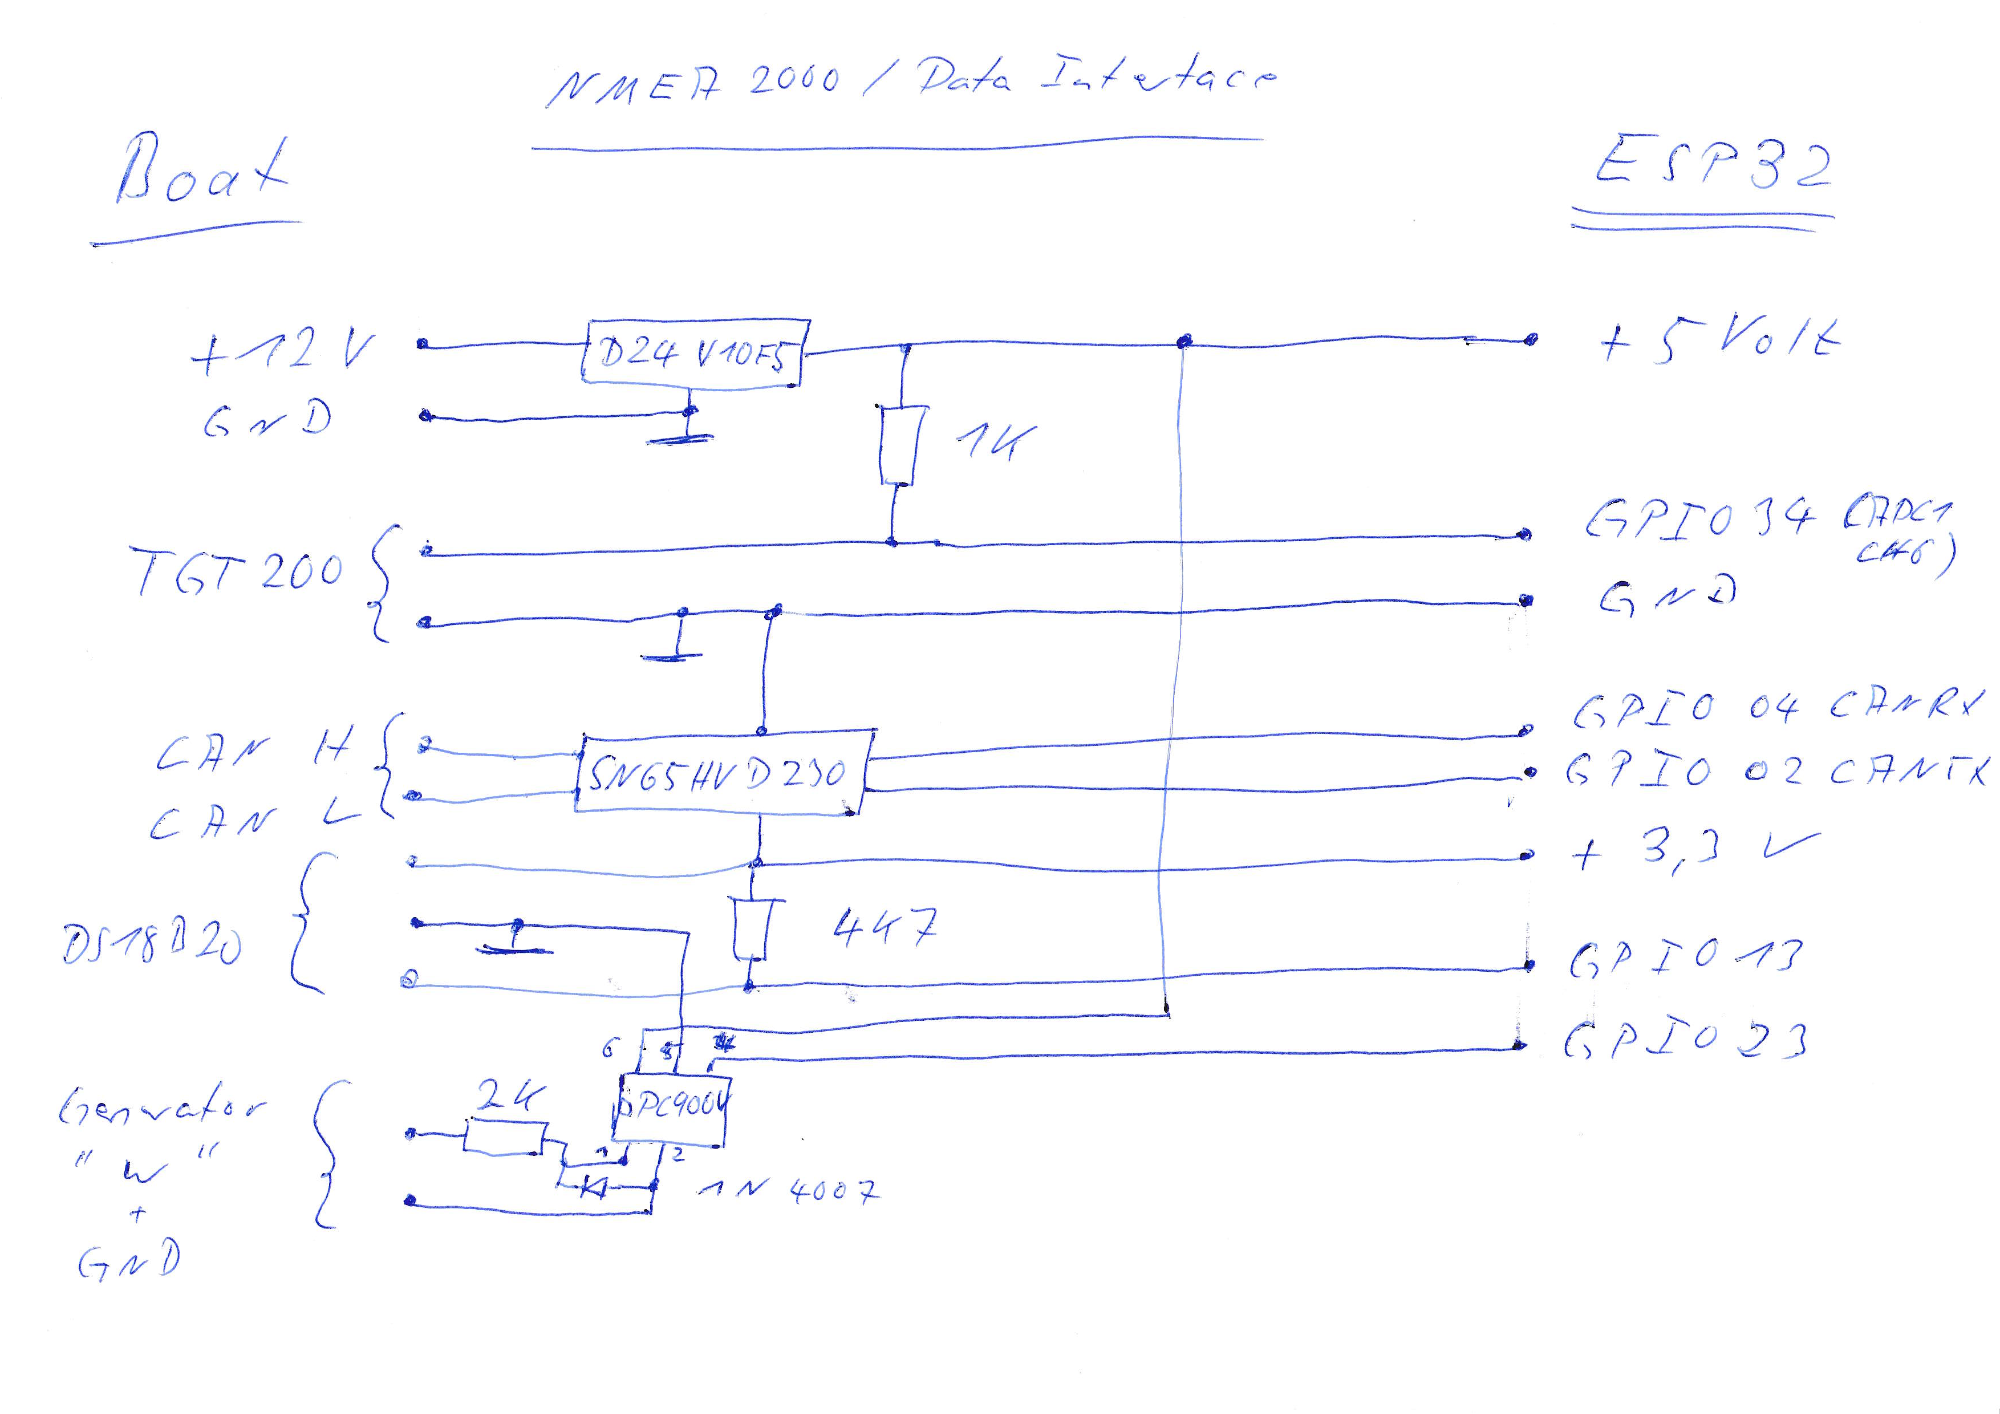 NMEA 2000 / Data Interface
Boat
ESP32
+12 V
D24 V10F5
+ 5 Volt
GND
1K
TGT 200
GPIO 34 (ADC1
CH6)
GND
CAN H
SN65HVD230
GPIO 04 CANRX
CAN L
GPIO 02 CANTX
+ 3,3 V
DS18B20
4K7
GPIO 13
6
GPIO 23
Generator
"W"
+
GND
2K
PC900V
1
2
1N 4007